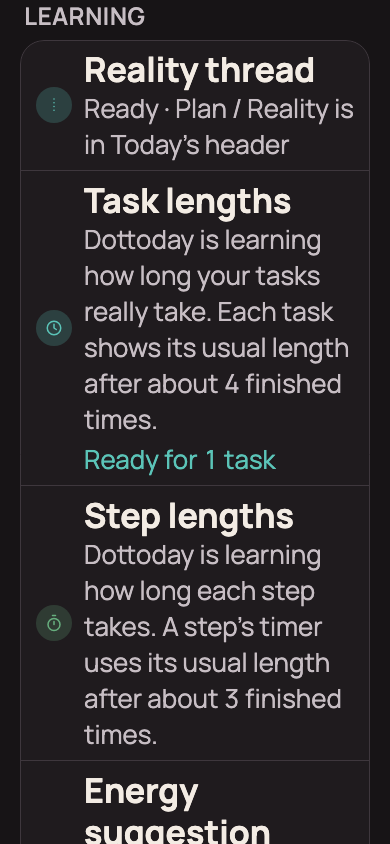 LEARNING
Reality thread
Ready · Plan / Reality is
in Today’s header
Task lengths
Dottoday is learning
how long your tasks
really take. Each task
shows its usual length
after about 4 finished
times.
Ready for 1 task
Step lengths
Dottoday is learning
how long each step
takes. A step’s timer
uses its usual length
after about 3 finished
times.
Energy
suggestion